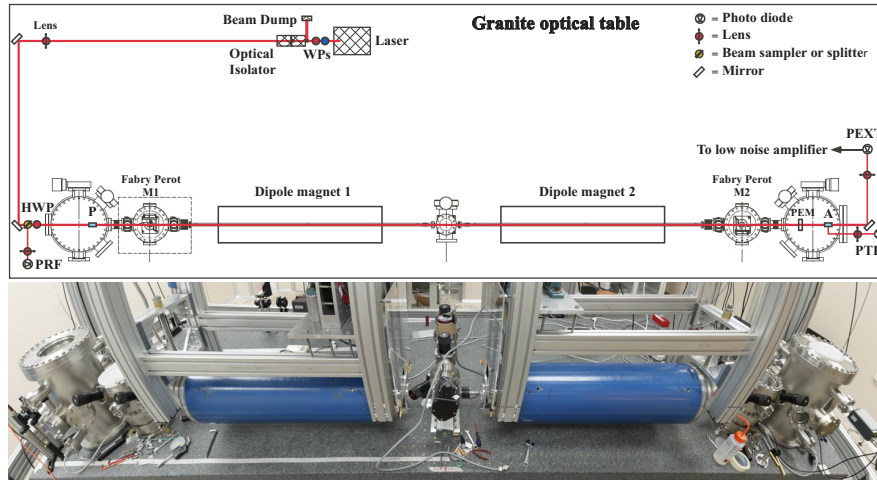 Granite optical table
= Photo diode
= Lens
= Beam sampler or splitter
= Mirror
Lens
Beam Dump
Optical
Isolator
WPs
Laser
PEXT
To low noise amplifier
HWP
P
Fabry Perot
M1
Dipole magnet 1
Dipole magnet 2
Fabry Perot
M2
PEM
A
PRF